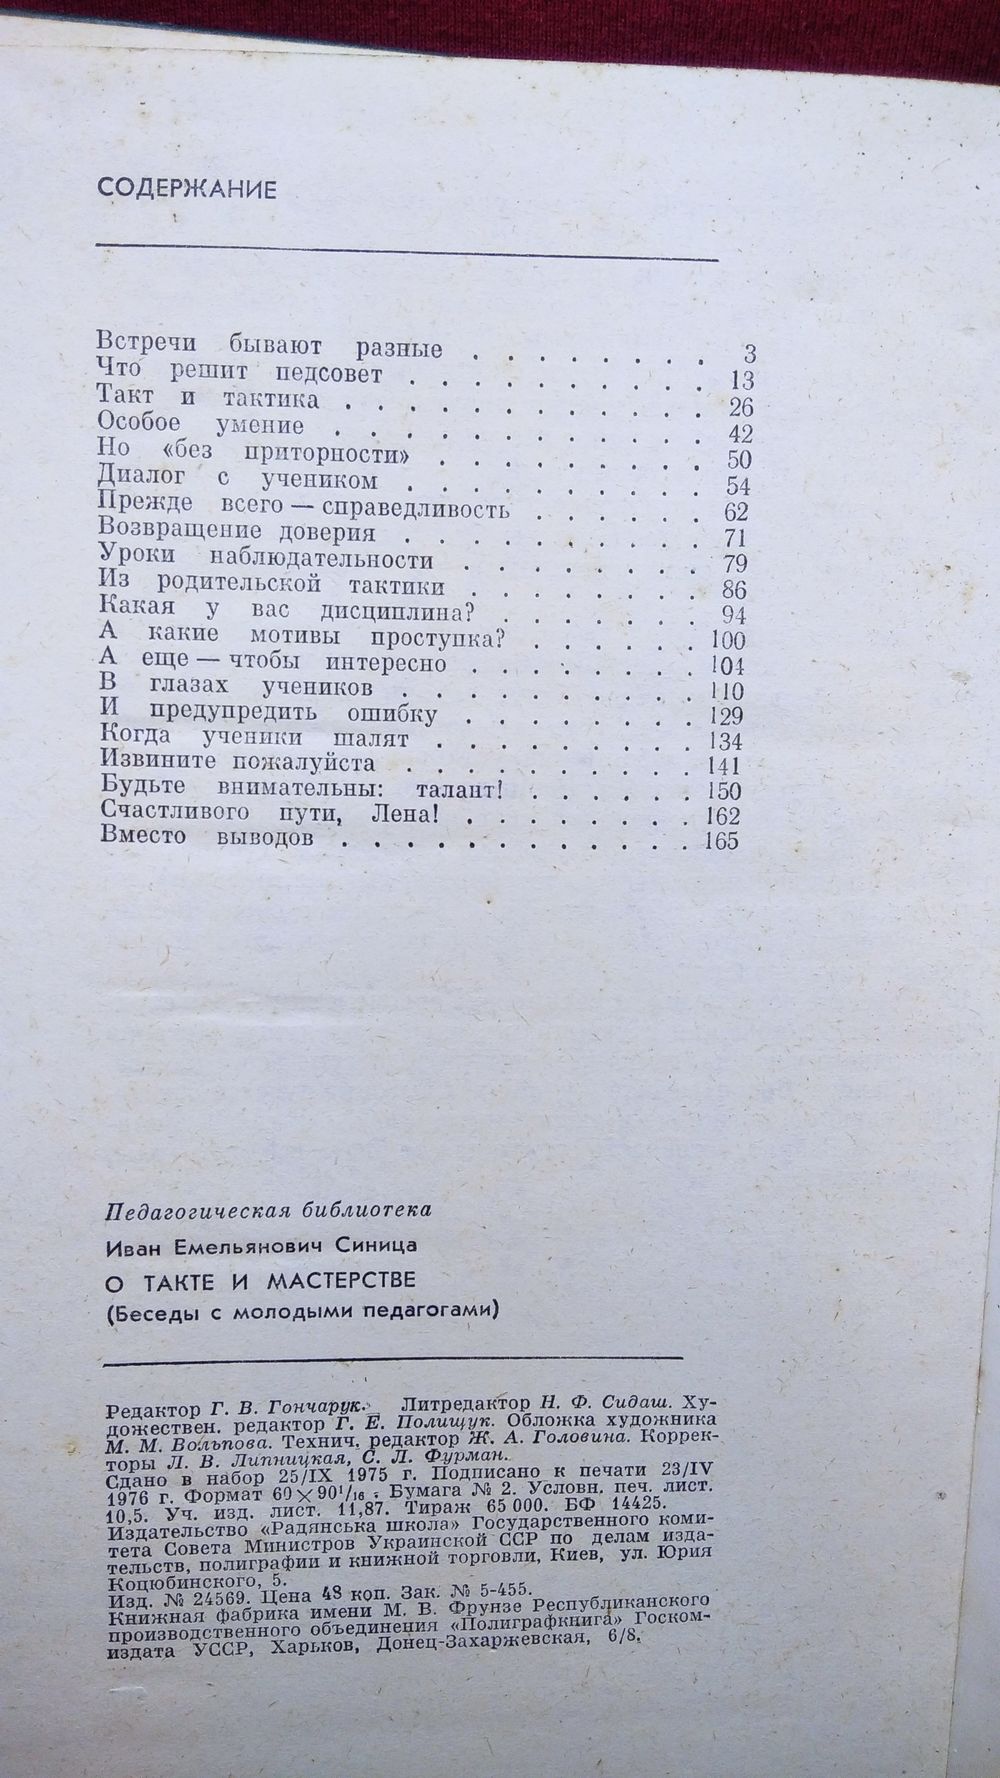 СОДЕРЖАНИЕ
Встречи бывают разные . . . . . . . . 3
Что решит педсовет . . . . . . . . . . 13
Такт и тактика . . . . . . . . . . . . 26
Особое умение . . . . . . . . . . . . 42
Но «без приторности» . . . . . . . . . 50
Диалог с учеником . . . . . . . . . . 54
Прежде всего — справедливость . . . . . . 62
Возвращение доверия . . . . . . . . . . 71
Уроки наблюдательности . . . . . . . . 79
Из родительской тактики . . . . . . . . 86
Какая у вас дисциплина? . . . . . . . 94
А какие мотивы проступка? . . . . . . 100
А еще — чтобы интересно . . . . . . . 104
В глазах учеников . . . . . . . . . . 110
И предупредить ошибку . . . . . . . . 129
Когда ученики шалят . . . . . . . . . 134
Извините пожалуйста . . . . . . . . . 141
Будьте внимательны: талант! . . . . . . 150
Счастливого пути, Лена! . . . . . . . . 162
Вместо выводов . . . . . . . . . . . . 165
Педагогическая библиотека
Иван Емельянович Синица
О ТАКТЕ И МАСТЕРСТВЕ
(Беседы с молодыми педагогами)
Редактор Г. В. Гончарук. Литредактор Н. Ф. Сидаш. Ху-
дожествен. редактор Г. Е. Полищук. Обложка художника
М. М. Вольпова. Технич. редактор Ж. А. Головина. Коррек-
торы Л. В. Липницкая, С. Л. Фурман.
Сдано в набор 25/IX 1975 г. Подписано к печати 23/IV
1976 г. Формат 60×90¹/₁₆. Бумага № 2. Условн. печ. лист.
10,5. Уч. изд. лист. 11,87. Тираж 65 000. БФ 14425.
Издательство «Радянська школа» Государственного коми-
тета Совета Министров Украинской ССР по делам изда-
тельств, полиграфии и книжной торговли, Киев, ул. Юрия
Коцюбинского, 5.
Изд. № 24569. Цена 48 коп. Зак. № 5-455.
Книжная фабрика имени М. В. Фрунзе Республиканского
производственного объединения «Полиграфкнига» Госком-
издата УССР, Харьков, Донец-Захаржевская, 6/8.